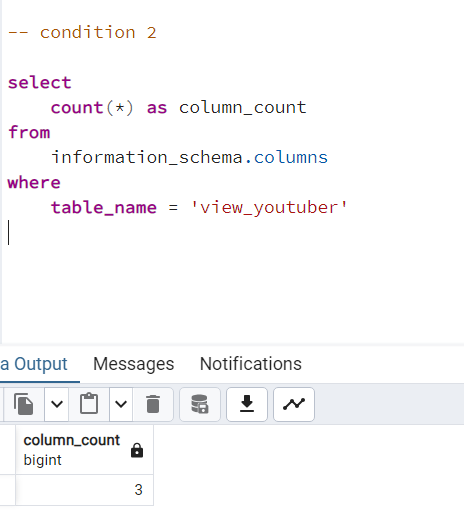 -- condition 2
select
count(*) as column_count
from
information_schema.columns
where
table_name = 'view_youtuber'
a Output Messages Notifications
column_count
bigint
3